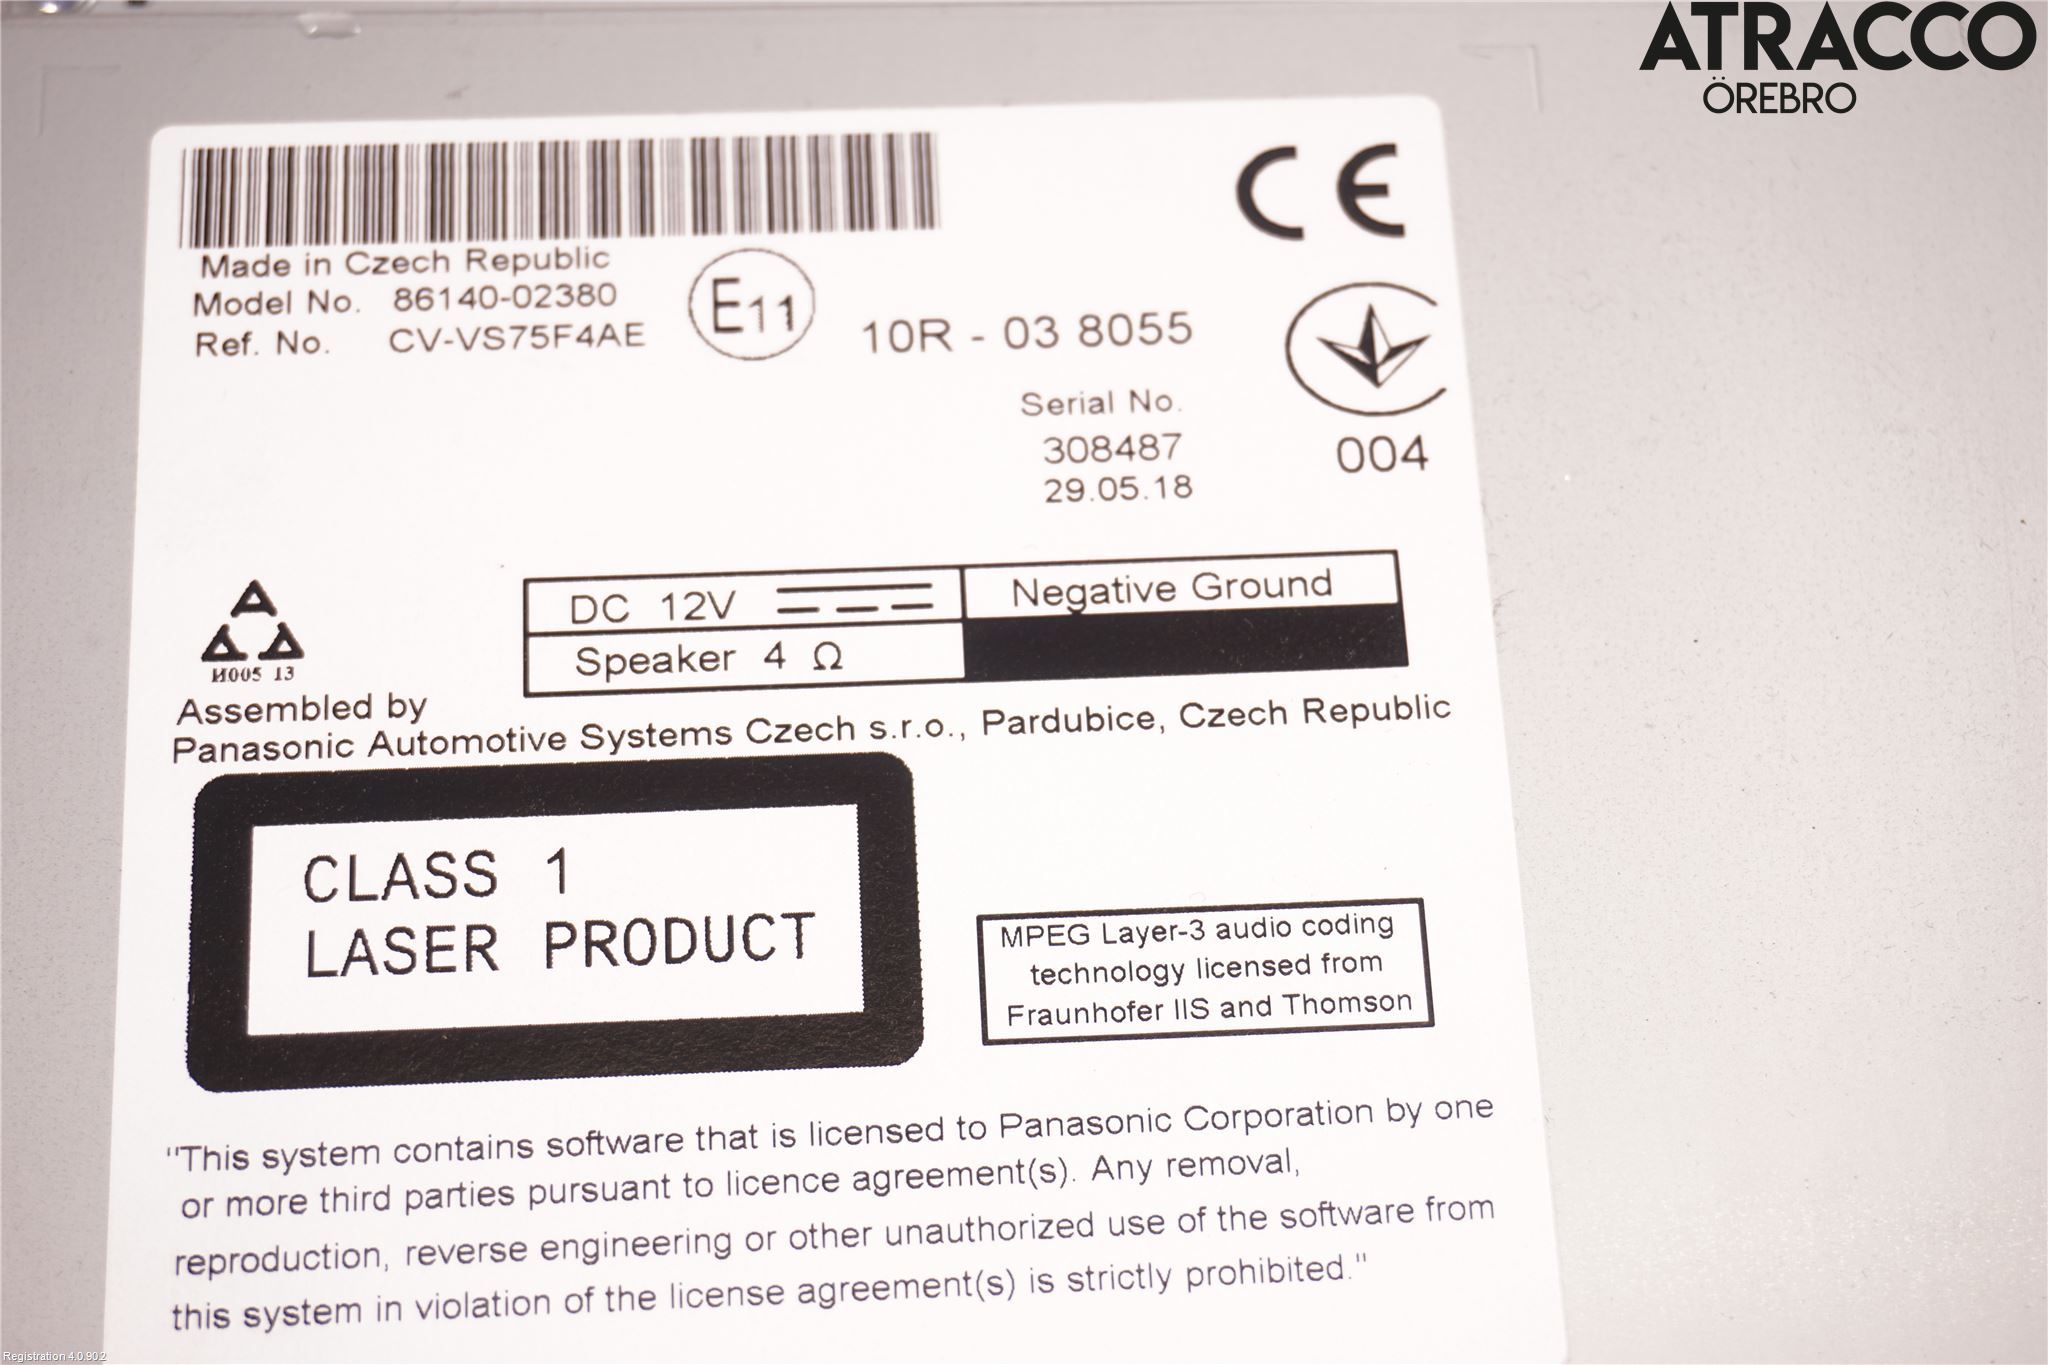 ATRACCO
ÖREBRO
CE
Made in Czech Republic
Model No. 86140-02380
Ref. No. CV-VS75F4AE
E11
10R - 03 8055
Serial No.
308487
29.05.18
004
DC 12V
Negative Ground
Speaker 4 Ω
И005 13
Assembled by
Panasonic Automotive Systems Czech s.r.o., Pardubice, Czech Republic
CLASS 1
LASER PRODUCT
MPEG Layer-3 audio coding
technology licensed from
Fraunhofer IIS and Thomson
"This system contains software that is licensed to Panasonic Corporation by one
or more third parties pursuant to licence agreement(s). Any removal,
reproduction, reverse engineering or other unauthorized use of the software from
this system in violation of the license agreement(s) is strictly prohibited."
Registration 4.0.90.2